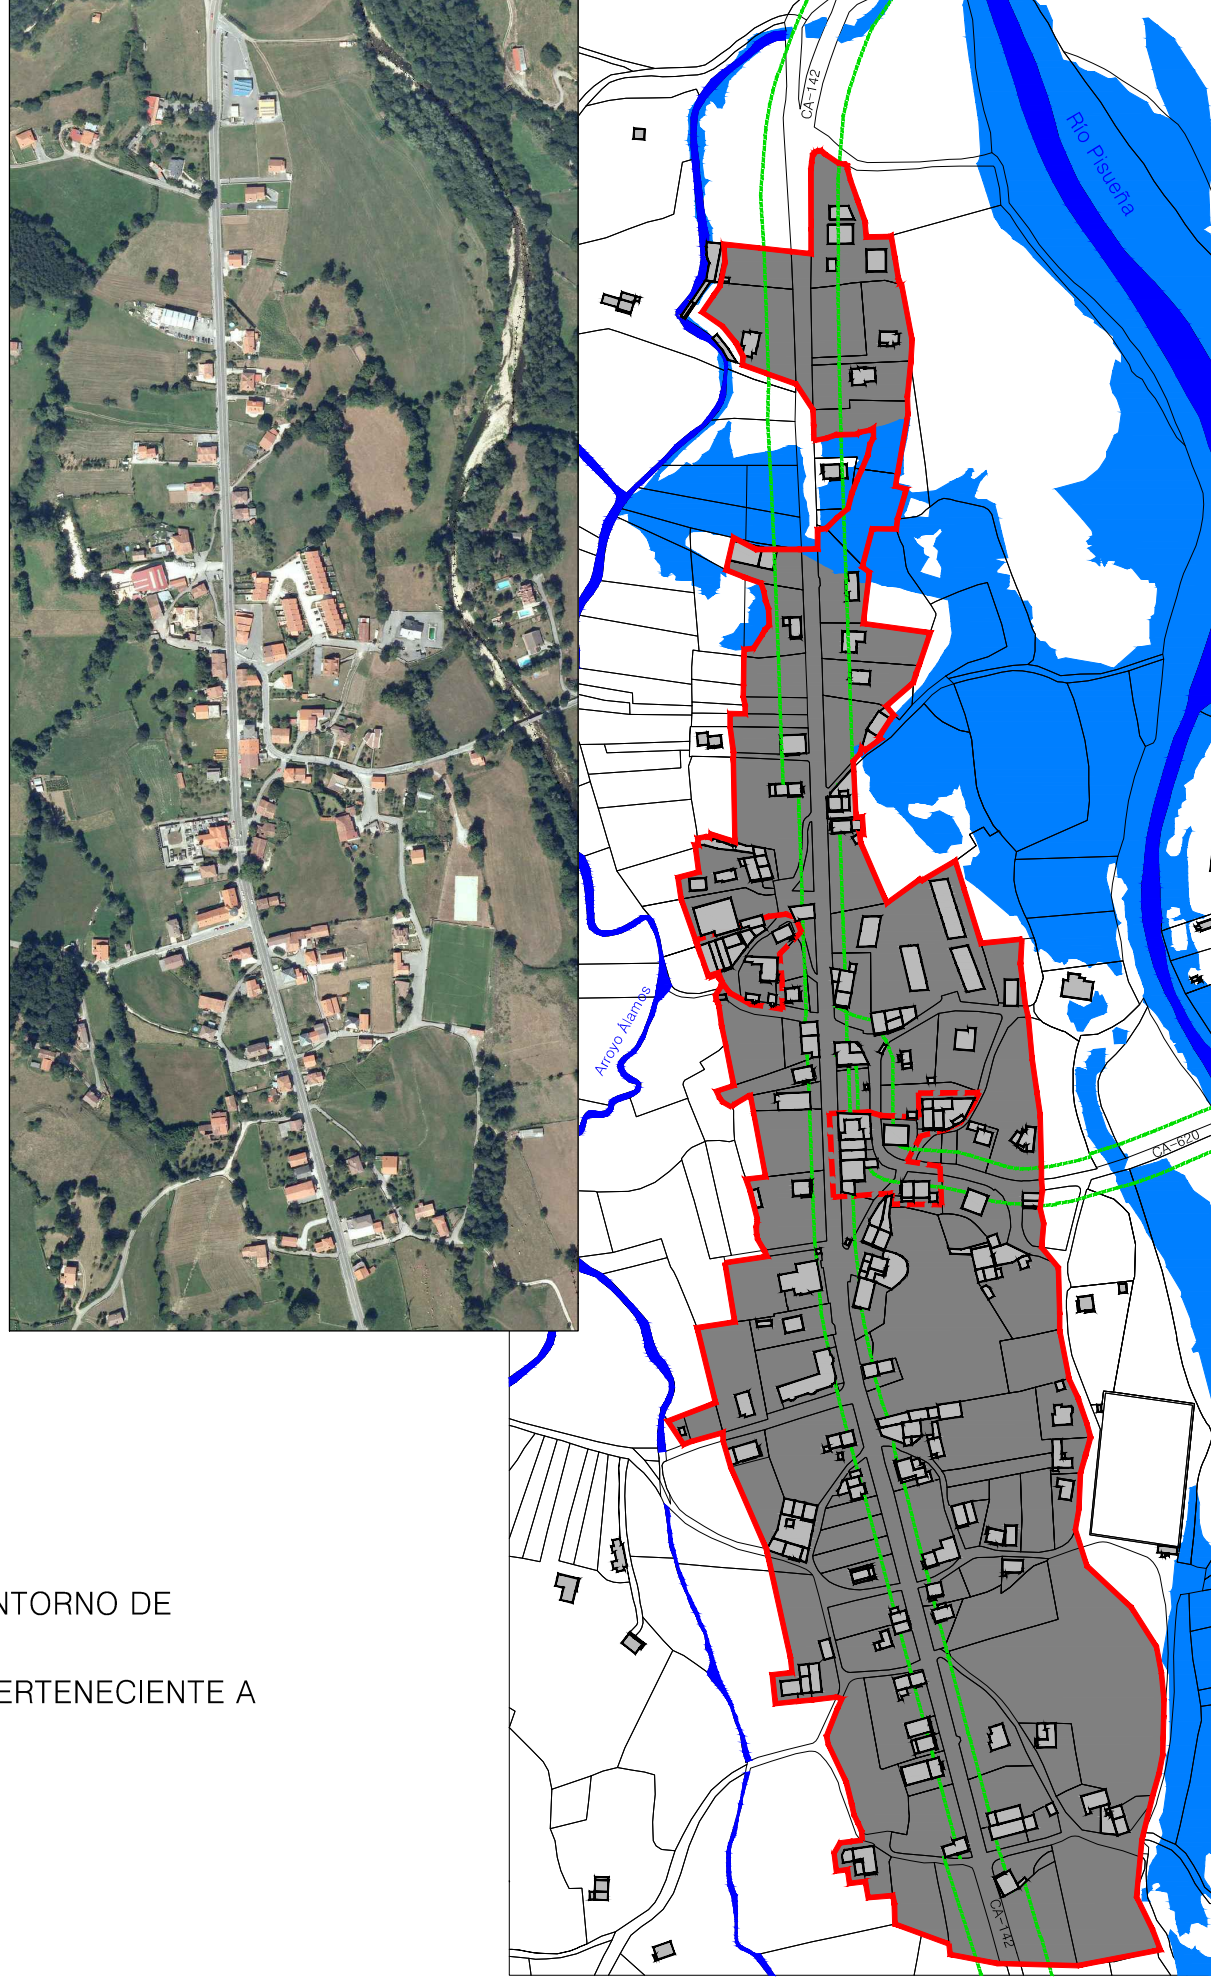 CA-142
Río Pisueña
Arroyo Álamos
CA-620
NTORNO DE
ERTENECIENTE A
CA-142